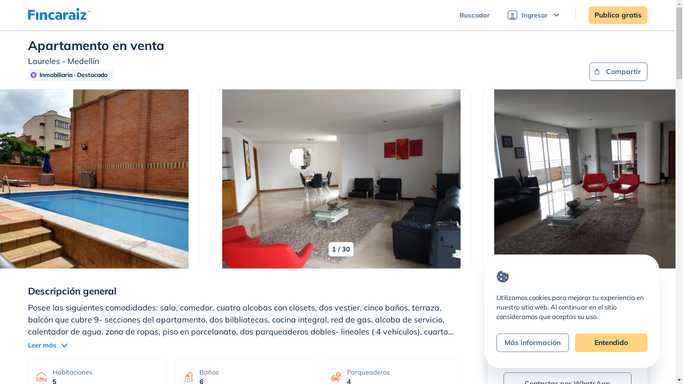 Fincaraiz
Buscador
Ingresar
Publica gratis
Apartamento en venta
Laureles - Medellín
Inmobiliaria · Destacado
Compartir
1 / 30
Descripción general
Posee las siguientes comodidades: sala, comedor, cuatro alcobas con closets, dos vestier, cinco baños, terraza,
balcón que cubre 9- secciones del apartamento, dos bilbliotecas, cocina integral, red de gas, alcoba de servicio,
calentador de agua, zona de ropas, piso en porcelanato, dos parqueaderos dobles- lineales ( 4 vehículos), cuarto...
Leer más
Habitaciones
5
Baños
6
Parqueaderos
4
Utilizamos cookies para mejorar tu experiencia en
nuestro sitio web. Al continuar en el sitio
consideramos que aceptas su uso.
Más información
Entendido
Contactar por WhatsApp